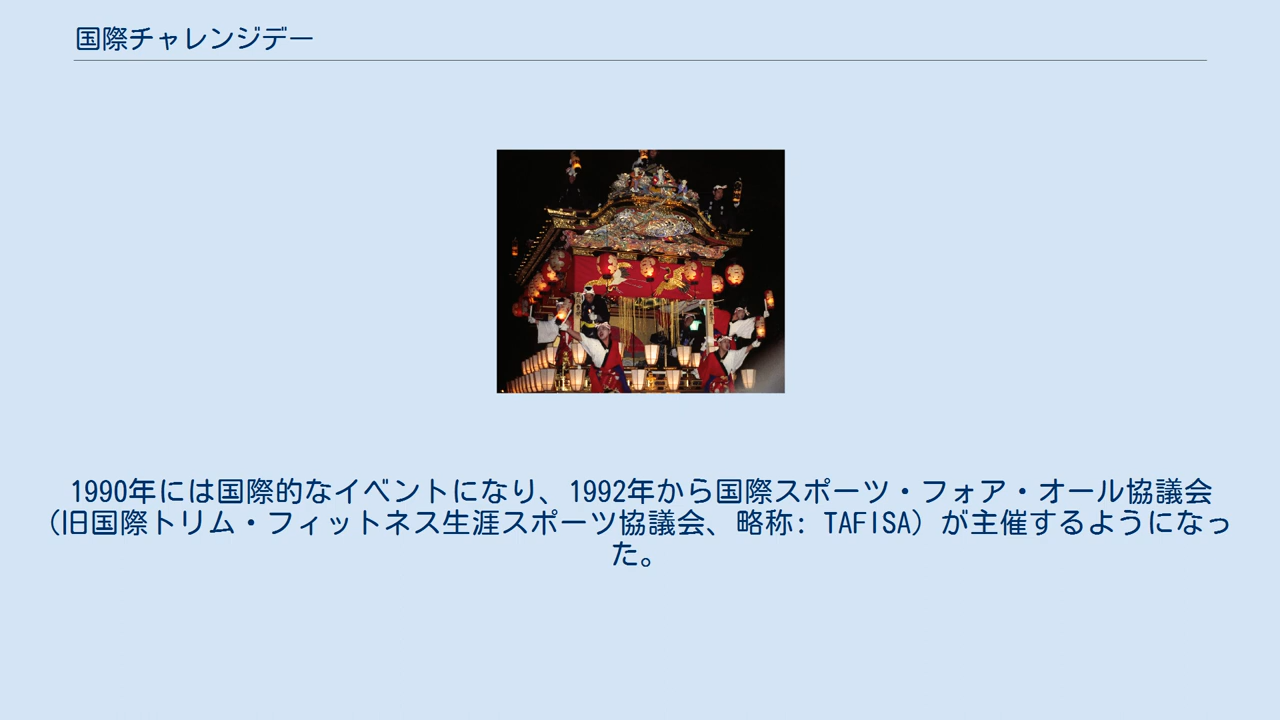 国際チャレンジデー
1990年には国際的なイベントになり、1992年から国際スポーツ・フォア・オール協議会
（旧国際トリム・フィットネス生涯スポーツ協議会、略称: TAFISA）が主催するようになっ
た。